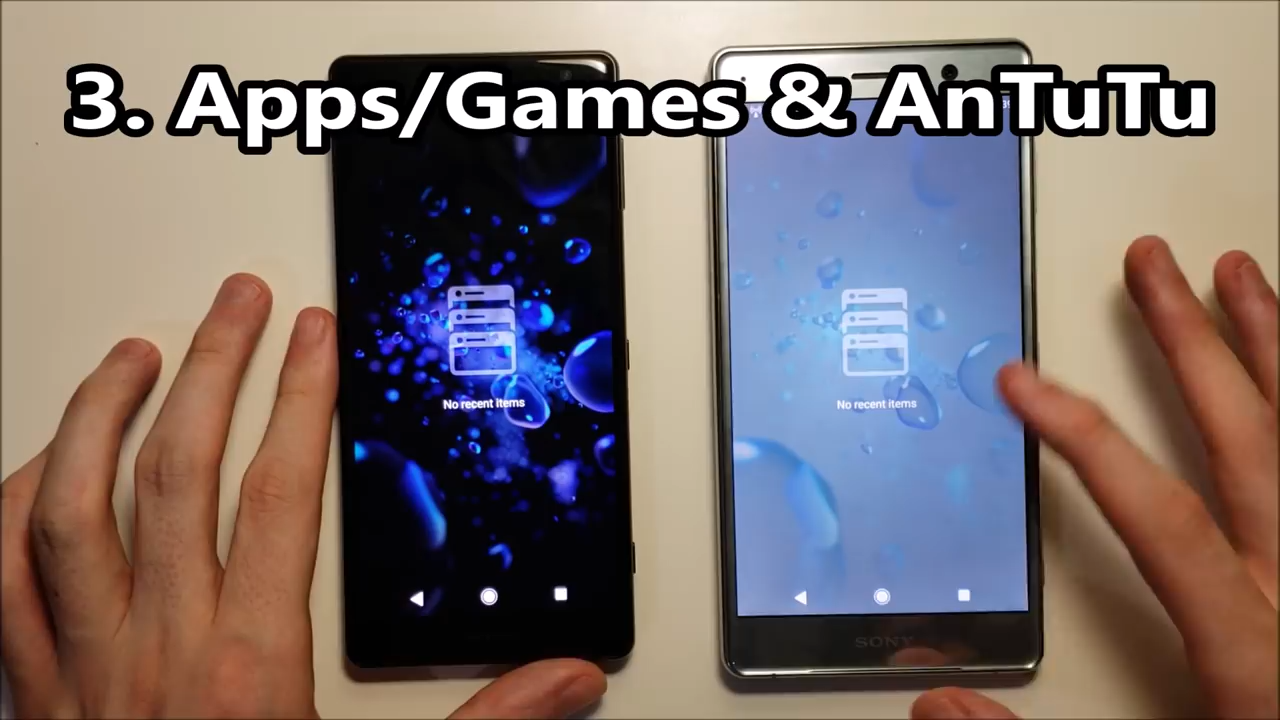 3. Apps/Games & AnTuTu
No recent items
No recent items
SONY